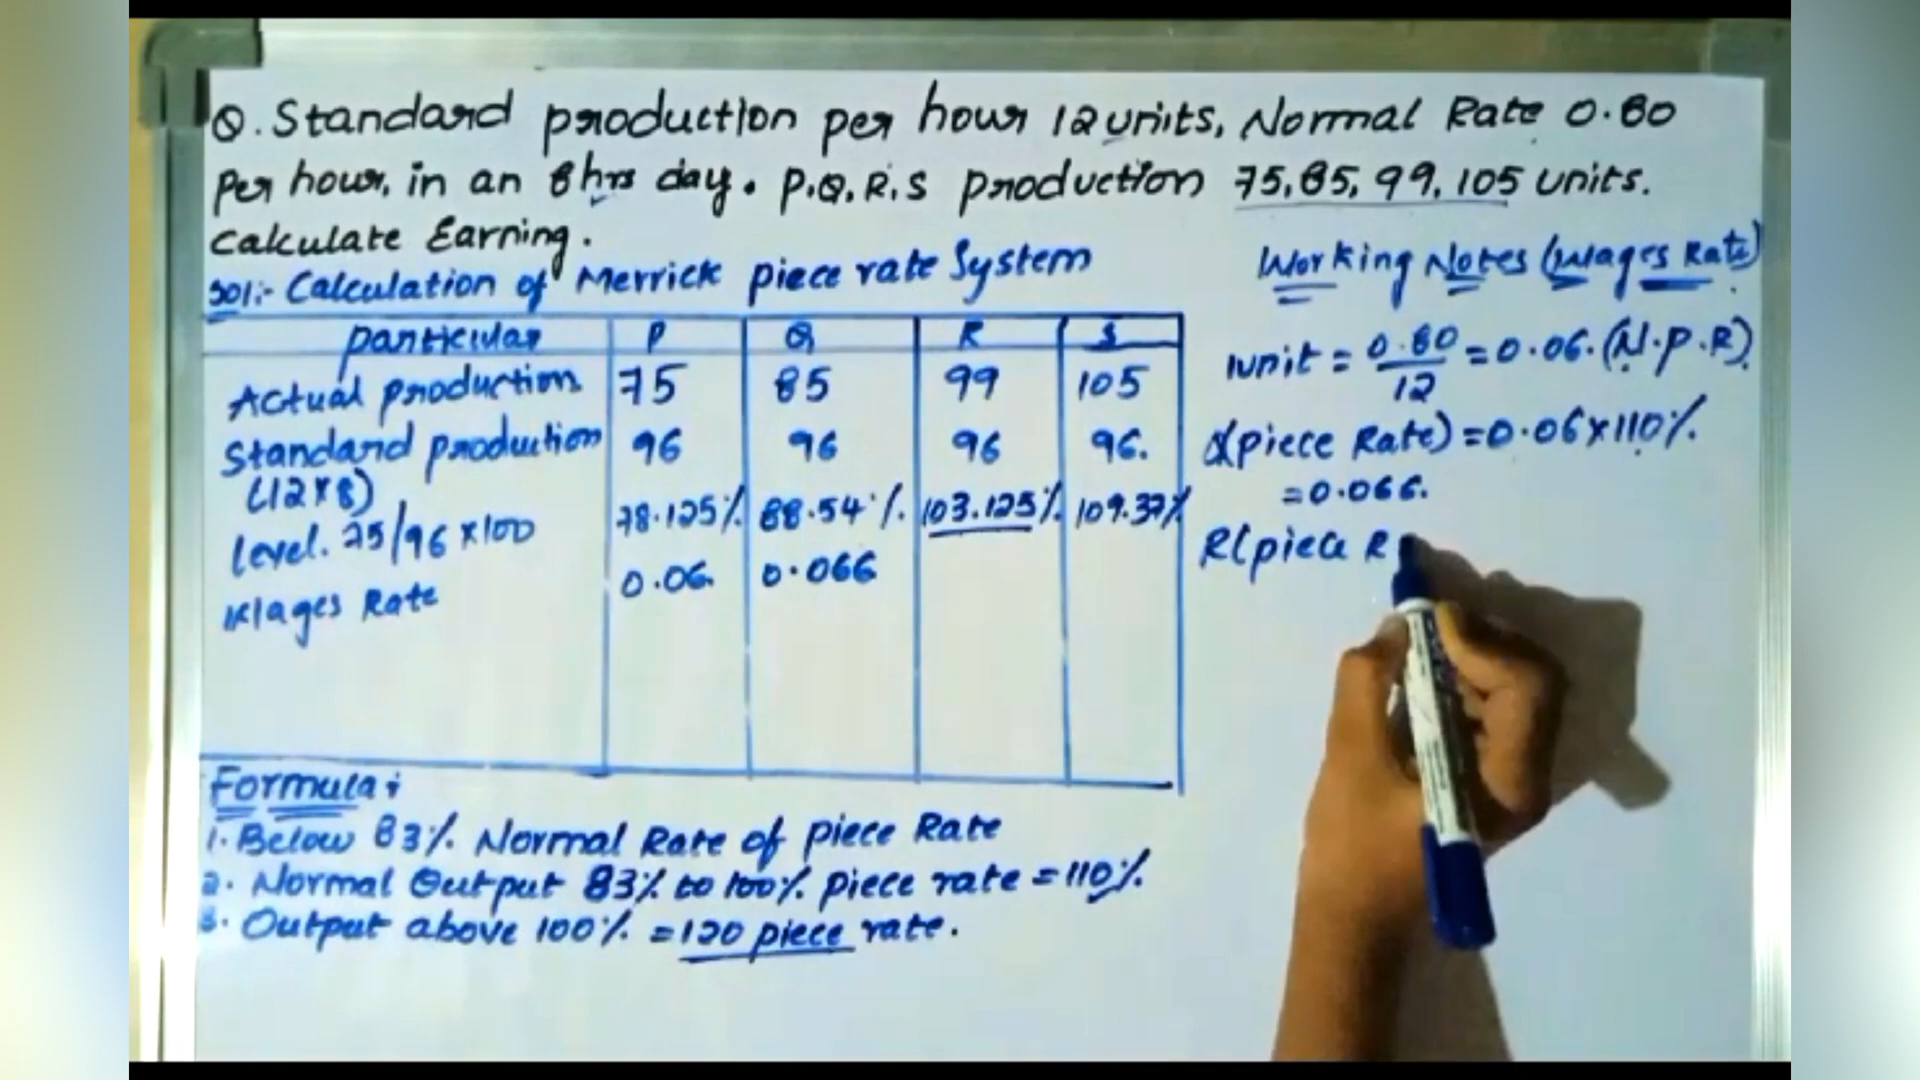 Q. Standard production per hour 12 units, Normal Rate 0.80
Per hour, in an 8 hrs day. P.Q.R.S production 75,85,99,105 units.
Calculate Earning.
Sol:- Calculation of Merrick piece rate System
particular P Q R S
Actual production 75 85 99 105
Standard production 96 96 96 96.
(12×8)
level. 75/96×100 78.125% 88.54% 103.125% 109.37%
Wages Rate 0.06. 0.066
Working Notes (Wages Rate)
1unit = 0.80/12 = 0.06. (N.P.R)
Q(piece Rate) = 0.06×110%
= 0.066.
R(piece R
Formula:
1. Below 83% Normal Rate of piece Rate
2. Normal Output 83% to 100% piece rate = 110%
3. Output above 100% = 120 piece rate.